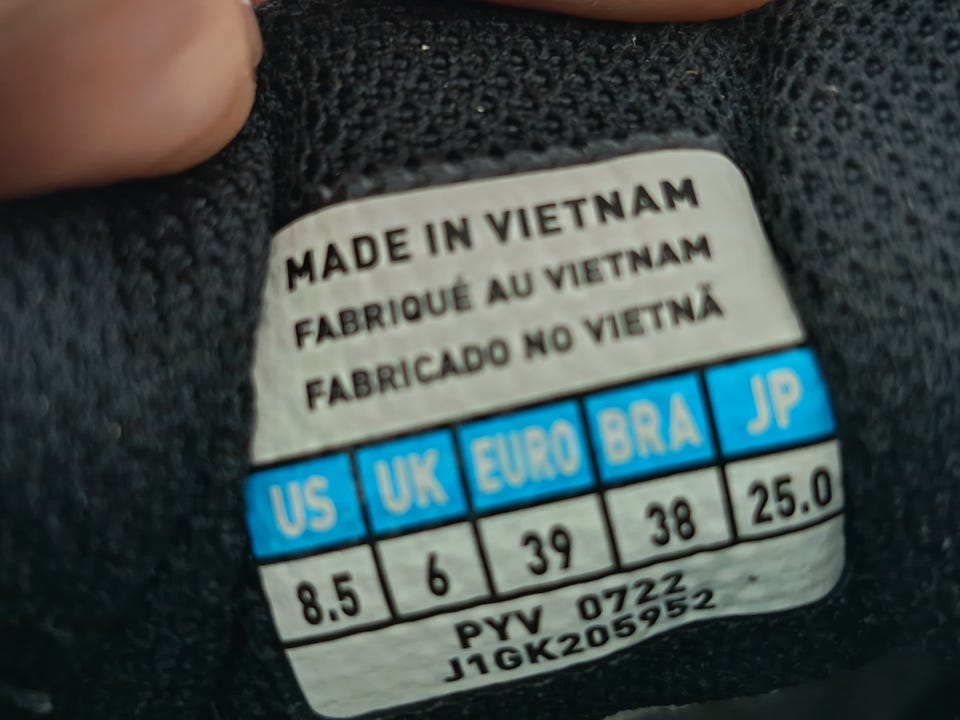 MADE IN VIETNAM
FABRIQUÉ AU VIETNAM
FABRICADO NO VIETNÃ
US UK EURO BRA JP
8.5 6 39 38 25.0
PYV 0722
J1GK205952